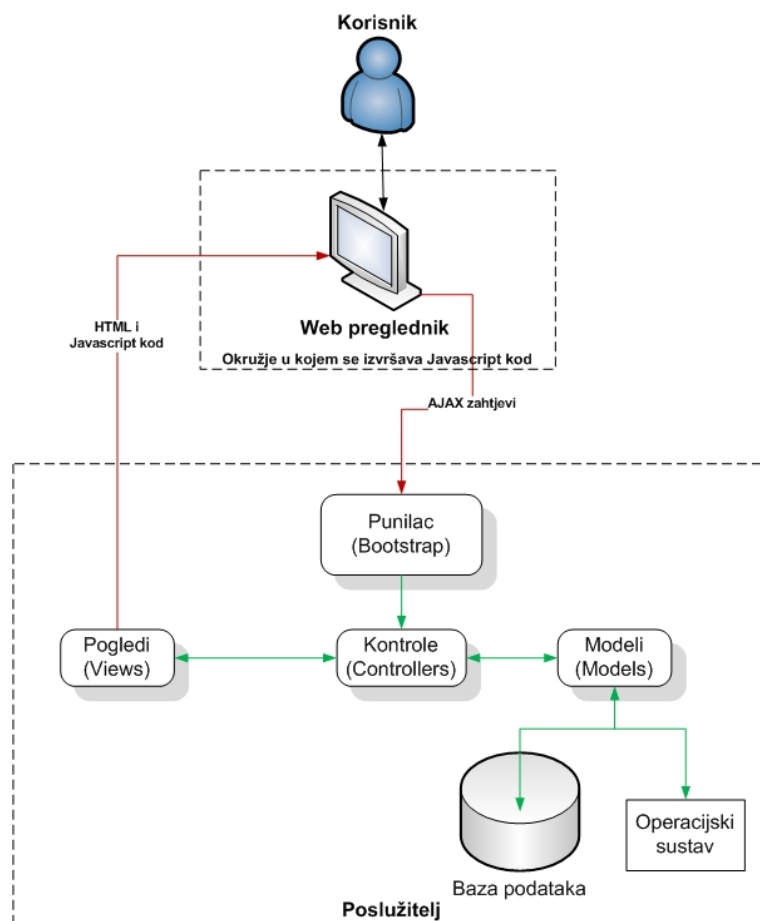 Korisnik
Web preglednik
Okružje u kojem se izvršava Javascript kod
HTML i
Javascript kod
AJAX zahtjevi
Punilac
(Bootstrap)
Pogledi
(Views)
Kontrole
(Controllers)
Modeli
(Models)
Baza podataka
Operacijski
sustav
Poslužitelj